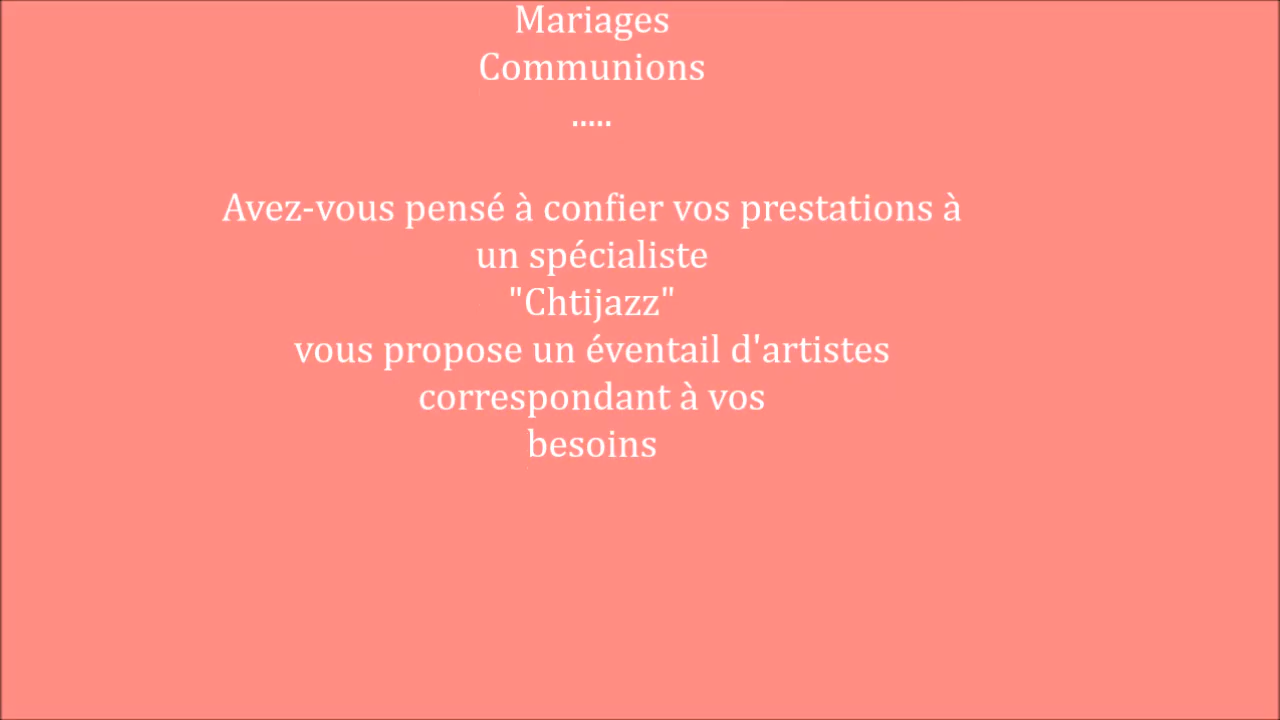 Mariages
Communions
.....
Avez-vous pensé à confier vos prestations à
un spécialiste
"Chtijazz"
vous propose un éventail d'artistes
correspondant à vos
besoins